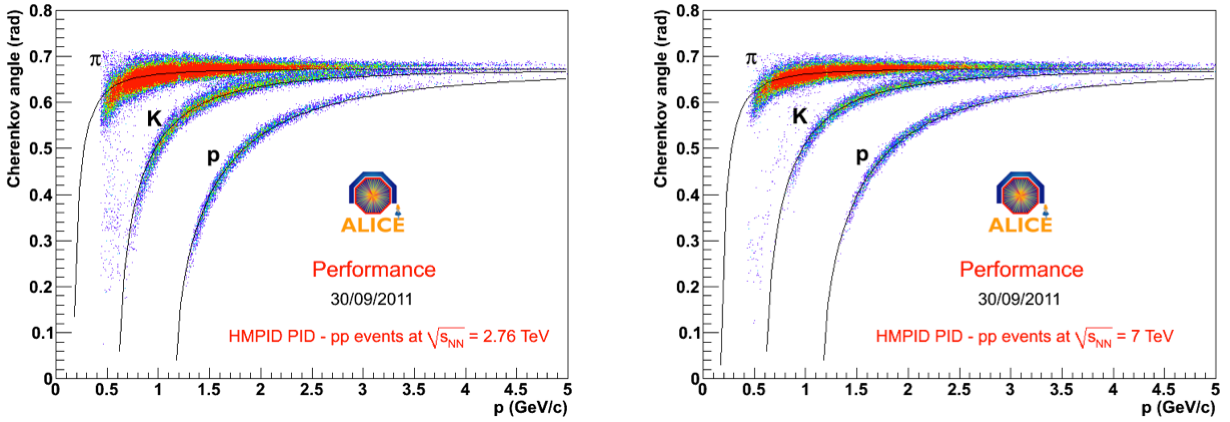 Cherenkov angle (rad)
0.8
0.7
0.6
0.5
0.4
0.3
0.2
0.1
0
π
K
p
ALICE
Performance
30/09/2011
HMPID PID - pp events at √s_NN = 2.76 TeV
0 0.5 1 1.5 2 2.5 3 3.5 4 4.5 5
p (GeV/c)
Cherenkov angle (rad)
0.8
0.7
0.6
0.5
0.4
0.3
0.2
0.1
0
π
K
p
ALICE
Performance
30/09/2011
HMPID PID - pp events at √s_NN = 7 TeV
0 0.5 1 1.5 2 2.5 3 3.5 4 4.5 5
p (GeV/c)